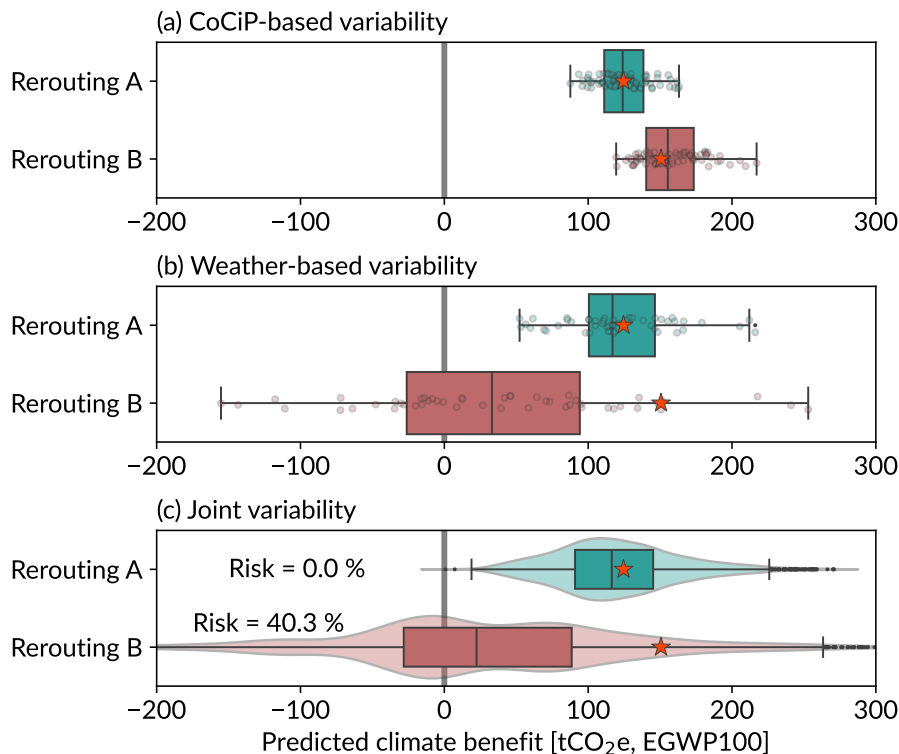 (a) CoCiP-based variability
Rerouting A
Rerouting B
−200 −100 0 100 200 300
(b) Weather-based variability
Rerouting A
Rerouting B
−200 −100 0 100 200 300
(c) Joint variability
Rerouting A
Risk = 0.0 %
Risk = 40.3 %
Rerouting B
−200 −100 0 100 200 300
Predicted climate benefit [tCO₂e, EGWP100]